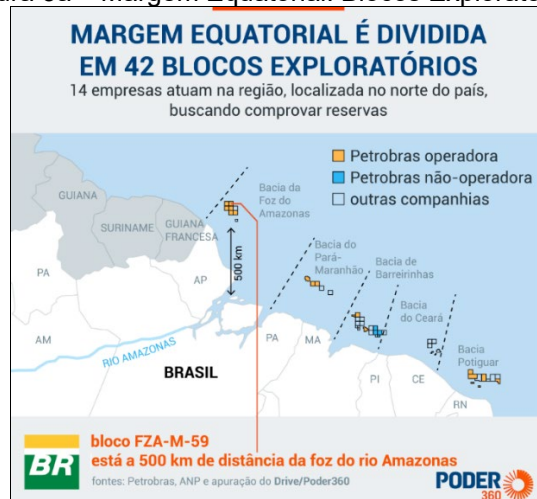 Margem Equatorial: Blocos
MARGEM EQUATORIAL É DIVIDIDA
EM 42 BLOCOS EXPLORATÓRIOS
14 empresas atuam na região, localizada no norte do país,
buscando comprovar reservas
Petrobras operadora
Petrobras não-operadora
outras companhias
Bacia da
Foz do
Amazonas
GUIANA
SURINAME
GUIANA
FRANCESA
500 km
Bacia do
Pará-
Maranhão
Bacia de
Barreirinhas
Bacia
do Ceará
Bacia
Potiguar
PA
AP
AM
RIO AMAZONAS
BRASIL
PA
MA
PI
CE
RN
BR
bloco FZA-M-59
está a 500 km de distância da foz do rio Amazonas
fontes: Petrobras, ANP e apuração do Drive/Poder360
PODER
360